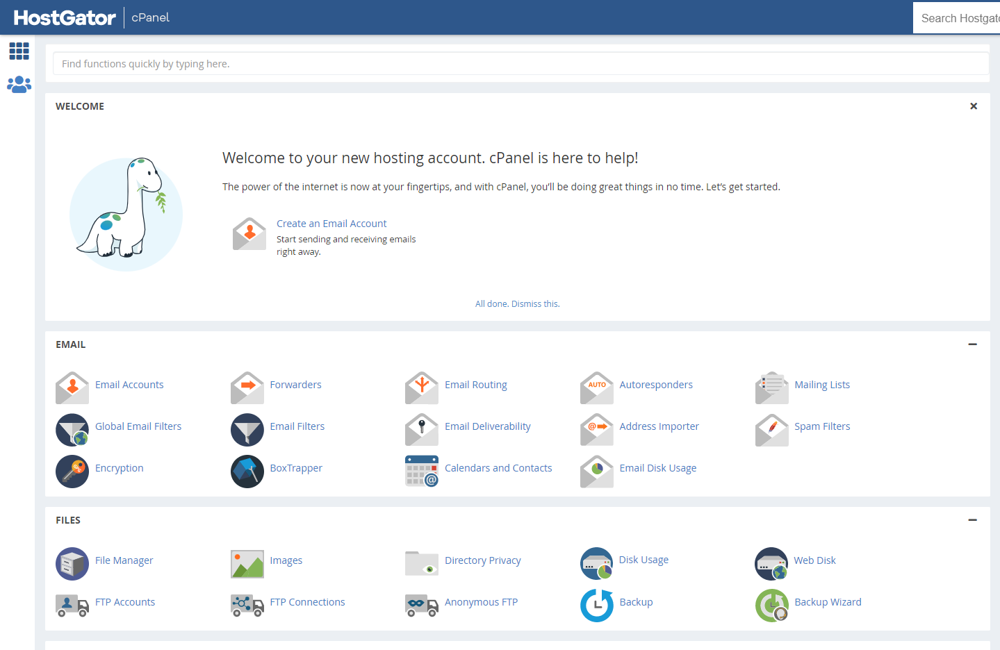 HostGator cPanel
Search Hostgat
Find functions quickly by typing here.
WELCOME
Welcome to your new hosting account. cPanel is here to help!
The power of the internet is now at your fingertips, and with cPanel, you’ll be doing great things in no time. Let’s get started.
Create an Email Account
Start sending and receiving emails
right away.
All done. Dismiss this.
EMAIL
Email Accounts Forwarders Email Routing AUTO Autoresponders Mailing Lists
Global Email Filters Email Filters Email Deliverability @ Address Importer Spam Filters
Encryption BoxTrapper @ Calendars and Contacts Email Disk Usage
FILES
File Manager Images Directory Privacy Disk Usage Web Disk
FTP Accounts FTP Connections Anonymous FTP Backup Backup Wizard